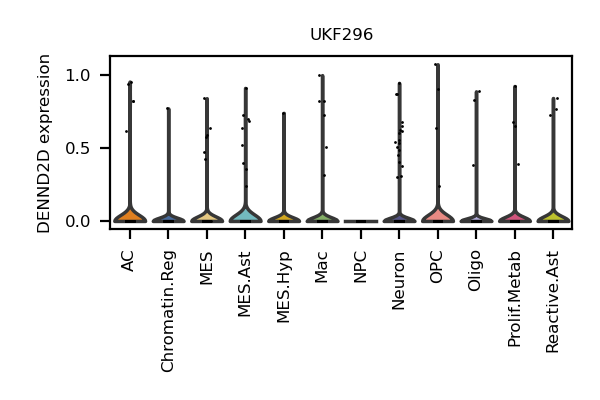 UKF296
DENND2D expression
1.0
0.5
0.0
AC
Chromatin.Reg
MES
MES.Ast
MES.Hyp
Mac
NPC
Neuron
OPC
Oligo
Prolif.Metab
Reactive.Ast